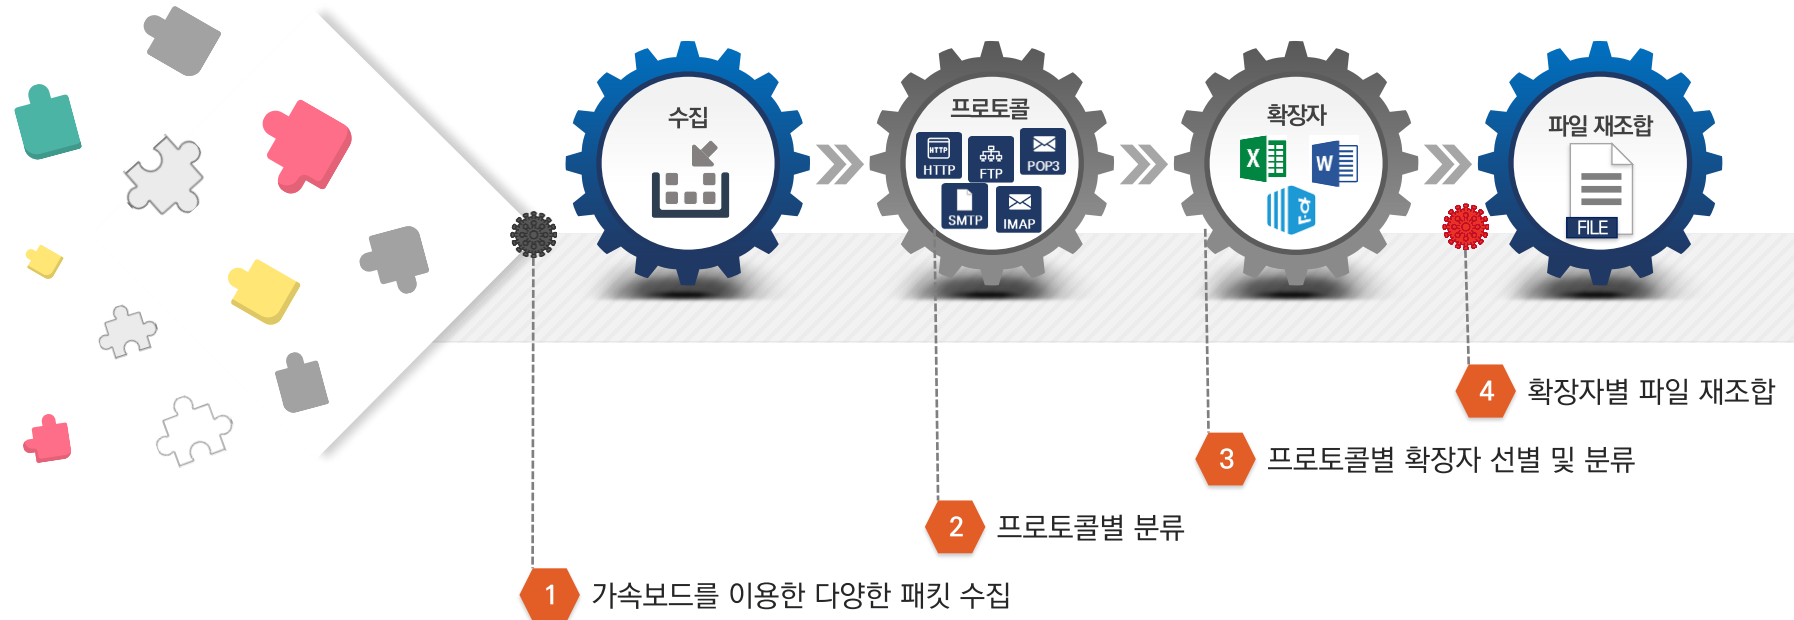 수집
프로토콜
HTTP
HTTP
FTP
POP3
SMTP
IMAP
확장자
X
W
파일 재조합
FILE
4 확장자별 파일 재조합
3 프로토콜별 확장자 선별 및 분류
2 프로토콜별 분류
1 가속보드를 이용한 다양한 패킷 수집